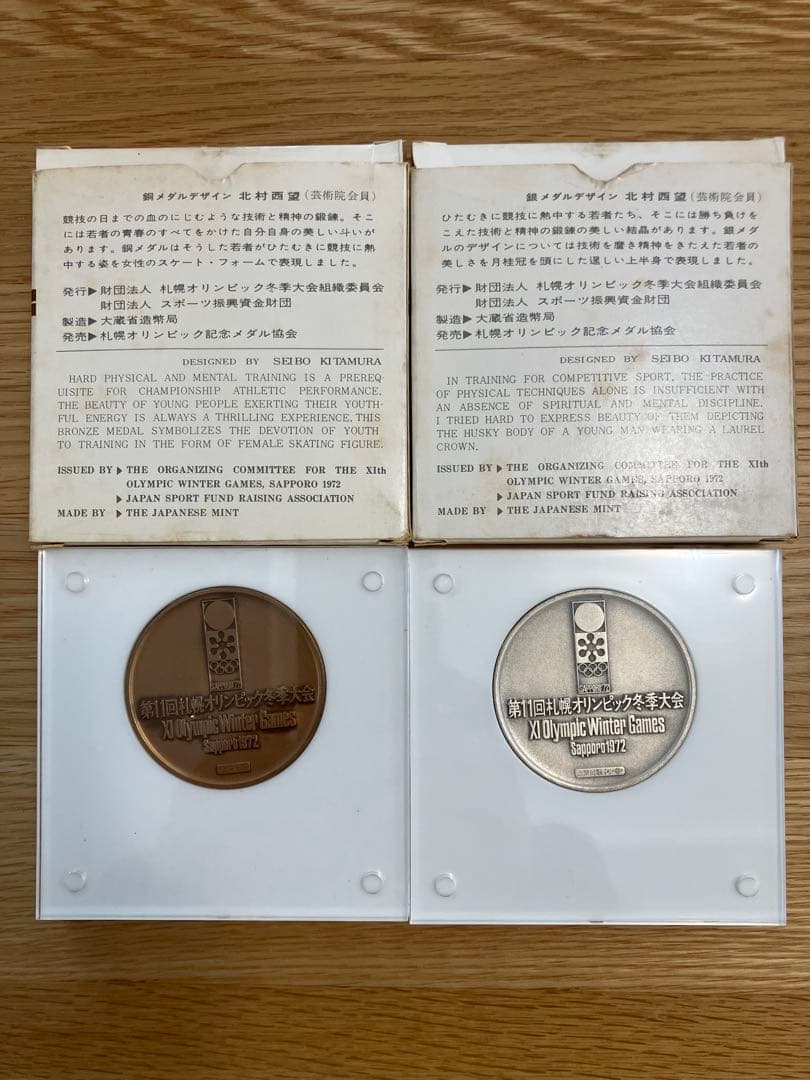 銅メダルデザイン 北村西望(芸術院会員)
競技の日までの血のにじむような技術と精神の鍛錬。そこ
には若者の青春のすべてをかけた自分自身の美しい斗いが
あります。銅メダルはそうした若者がひたむきに競技に熱
中する姿を女性のスケート・フォームで表現しました。
発行▶財団法人 札幌オリンピック冬季大会組織委員会
財団法人 スポーツ振興資金財団
製造▶大蔵省造幣局
発売▶札幌オリンピック記念メダル協会
DESIGNED BY SEIBO KITAMURA
HARD PHYSICAL AND MENTAL TRAINING IS A PREREQ
UISITE FOR CHAMPIONSHIP ATHLETIC PERFORMANCE.
THE BEAUTY OF YOUNG PEOPLE EXERTING THEIR YOUTH-
FUL ENERGY IS ALWAYS A THRILLING EXPERIENCE. THIS
BRONZE MEDAL SYMBOLIZES THE DEVOTION OF YOUTH
TO TRAINING IN THE FORM OF FEMALE SKATING FIGURE.
ISSUED BY ▶ THE ORGANIZING COMMITTEE FOR THE XIth
OLYMPIC WINTER GAMES, SAPPORO 1972
▶ JAPAN SPORT FUND RAISING ASSOCIATION
MADE BY ▶ THE JAPANESE MINT
銀メダルデザイン 北村西望(芸術院会員)
ひたむきに競技に熱中する若者たち、そこには勝ち負けを
こえた技術と精神の鍛錬の美しい結晶があります。銀メダ
ルのデザインについては技術を磨き精神をきたえた若者の
美しさを月桂冠を頭にした逞しい上半身で表現しました。
発行▶財団法人 札幌オリンピック冬季大会組織委員会
財団法人 スポーツ振興資金財団
製造▶大蔵省造幣局
発売▶札幌オリンピック記念メダル協会
DESIGNED BY SEIBO KITAMURA
IN TRAINING FOR COMPETITIVE SPORT, THE PRACTICE
OF PHYSICAL TECHNIQUES ALONE IS INSUFFICIENT WITH
AN ABSENCE OF SPIRITUAL AND MENTAL DISCIPLINE.
I TRIED HARD TO EXPRESS BEAUTY OF THEM DEPICTING
THE HUSKY BODY OF A YOUNG MAN WEARING A LAUREL
CROWN.
ISSUED BY ▶ THE ORGANIZING COMMITTEE FOR THE XIth
OLYMPIC WINTER GAMES, SAPPORO 1972
▶ JAPAN SPORT FUND RAISING ASSOCIATION
MADE BY ▶ THE JAPANESE MINT
SAPPORO'72
第11回札幌オリンピック冬季大会
XI Olympic Winter Games
Sapporo 1972
SAPPORO'72
第11回札幌オリンピック冬季大会
XI Olympic Winter Games
Sapporo 1972